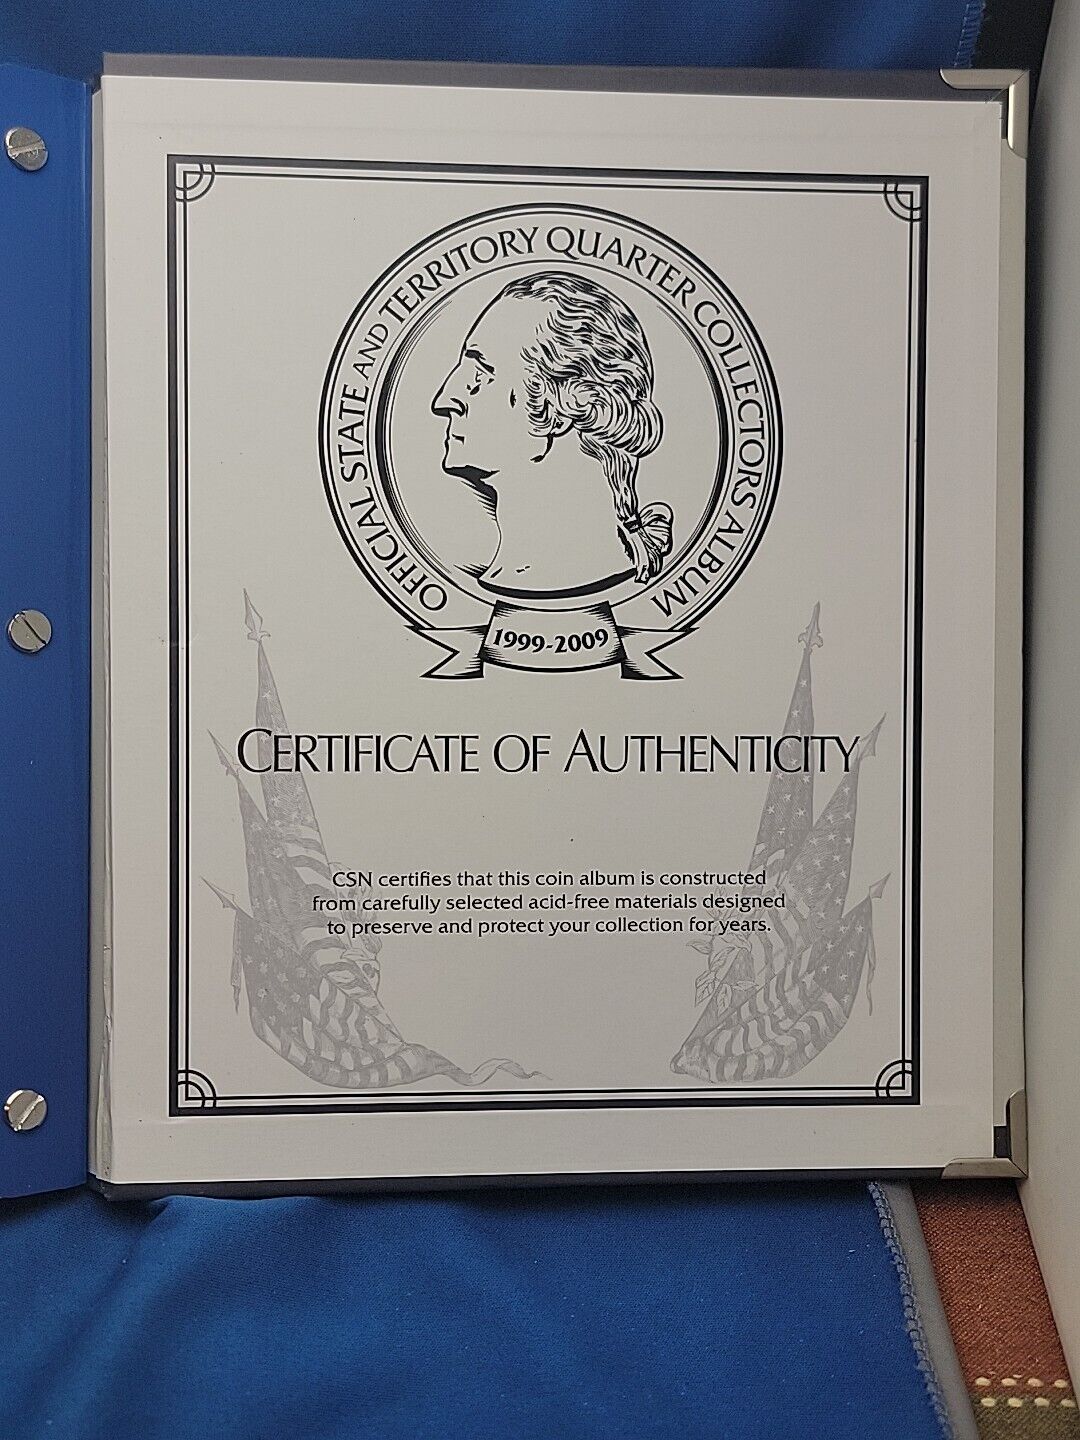 OFFICIAL STATE AND TERRITORY QUARTER COLLECTORS ALBUM
1999-2009
CERTIFICATE OF AUTHENTICITY
CSN certifies that this coin album is constructed
from carefully selected acid-free materials designed
to preserve and protect your collection for years.